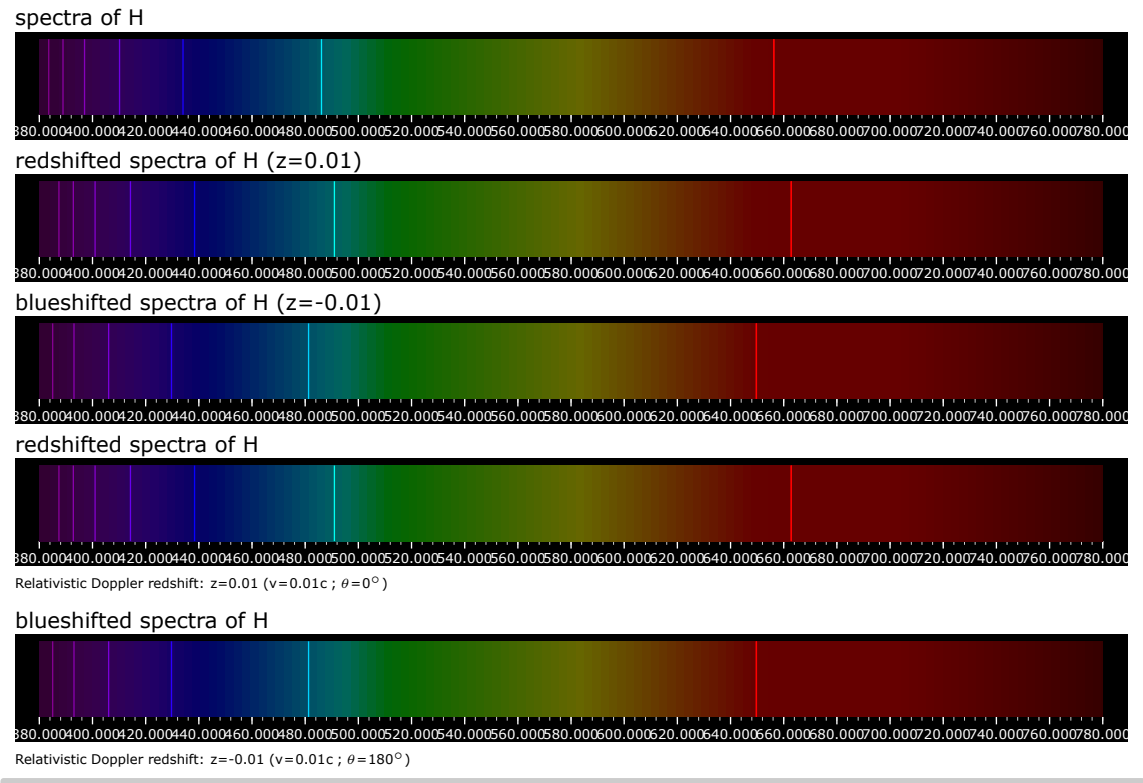 spectra of H
380.000400.000420.000440.000460.000480.000500.000520.000540.000560.000580.000600.000620.000640.000660.000680.000700.000720.000740.000760.000780.000
redshifted spectra of H (z=0.01)
380.000400.000420.000440.000460.000480.000500.000520.000540.000560.000580.000600.000620.000640.000660.000680.000700.000720.000740.000760.000780.000
blueshifted spectra of H (z=-0.01)
380.000400.000420.000440.000460.000480.000500.000520.000540.000560.000580.000600.000620.000640.000660.000680.000700.000720.000740.000760.000780.000
redshifted spectra of H
380.000400.000420.000440.000460.000480.000500.000520.000540.000560.000580.000600.000620.000640.000660.000680.000700.000720.000740.000760.000780.000
Relativistic Doppler redshift: z=0.01 (v=0.01c ; θ=0°)
blueshifted spectra of H
380.000400.000420.000440.000460.000480.000500.000520.000540.000560.000580.000600.000620.000640.000660.000680.000700.000720.000740.000760.000780.000
Relativistic Doppler redshift: z=-0.01 (v=0.01c ; θ=180°)